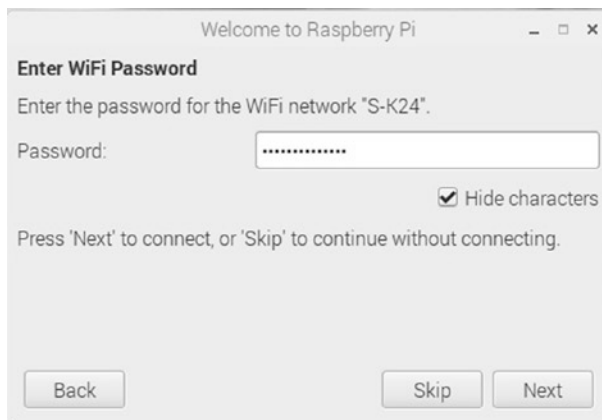 Welcome to Raspberry Pi
Enter WiFi Password
Enter the password for the WiFi network "S-K24".
Password: ••••••••••••••
Hide characters
Press 'Next' to connect, or 'Skip' to continue without connecting.
Back Skip Next